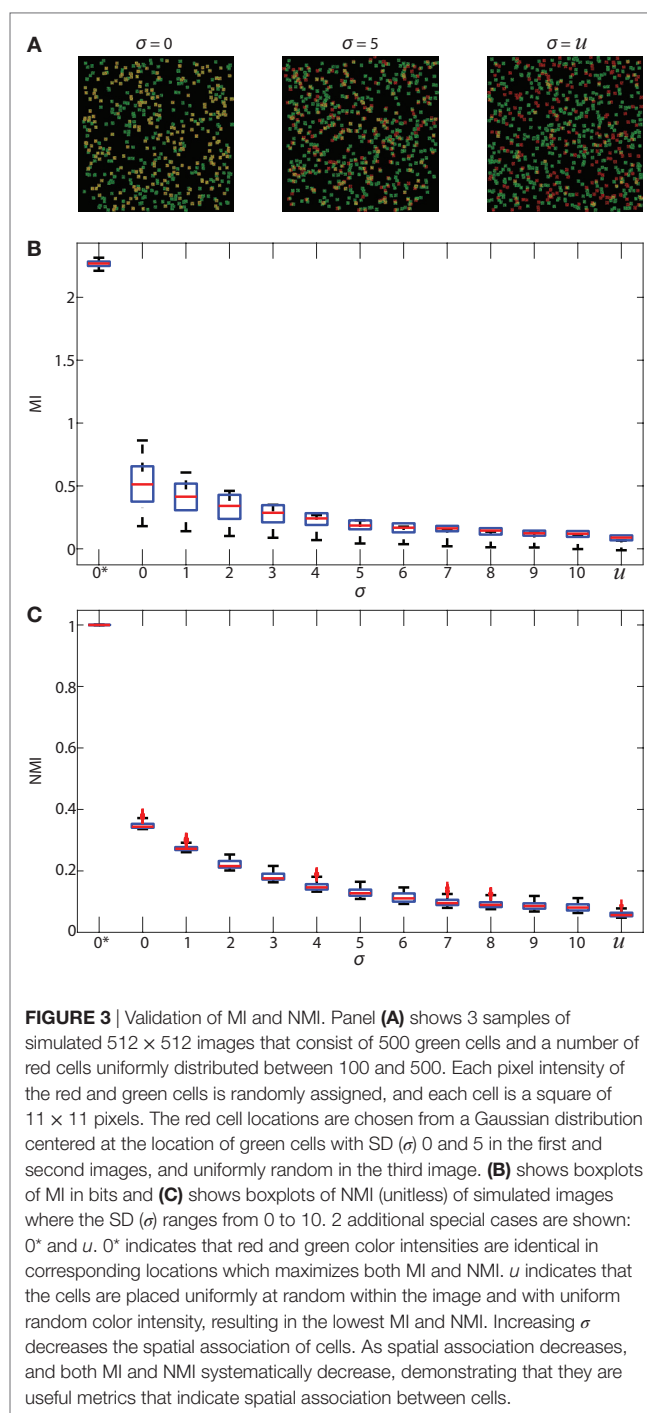 A
σ = 0
σ = 5
σ = u
B
2
1.5
1
0.5
0
MI
0* 0 1 2 3 4 5 6 7 8 9 10 u
σ
C
1
0.8
0.6
0.4
0.2
0
NMI
0* 0 1 2 3 4 5 6 7 8 9 10 u
σ
FIGURE 3 | Validation of MI and NMI. Panel (A) shows 3 samples of
simulated 512 × 512 images that consist of 500 green cells and a number of
red cells uniformly distributed between 100 and 500. Each pixel intensity of
the red and green cells is randomly assigned, and each cell is a square of
11 × 11 pixels. The red cell locations are chosen from a Gaussian distribution
centered at the location of green cells with SD (σ) 0 and 5 in the first and
second images, and uniformly random in the third image. (B) shows boxplots
of MI in bits and (C) shows boxplots of NMI (unitless) of simulated images
where the SD (σ) ranges from 0 to 10. 2 additional special cases are shown:
0* and u. 0* indicates that red and green color intensities are identical in
corresponding locations which maximizes both MI and NMI. u indicates that
the cells are placed uniformly at random within the image and with uniform
random color intensity, resulting in the lowest MI and NMI. Increasing σ
decreases the spatial association of cells. As spatial association decreases,
and both MI and NMI systematically decrease, demonstrating that they are
useful metrics that indicate spatial association between cells.